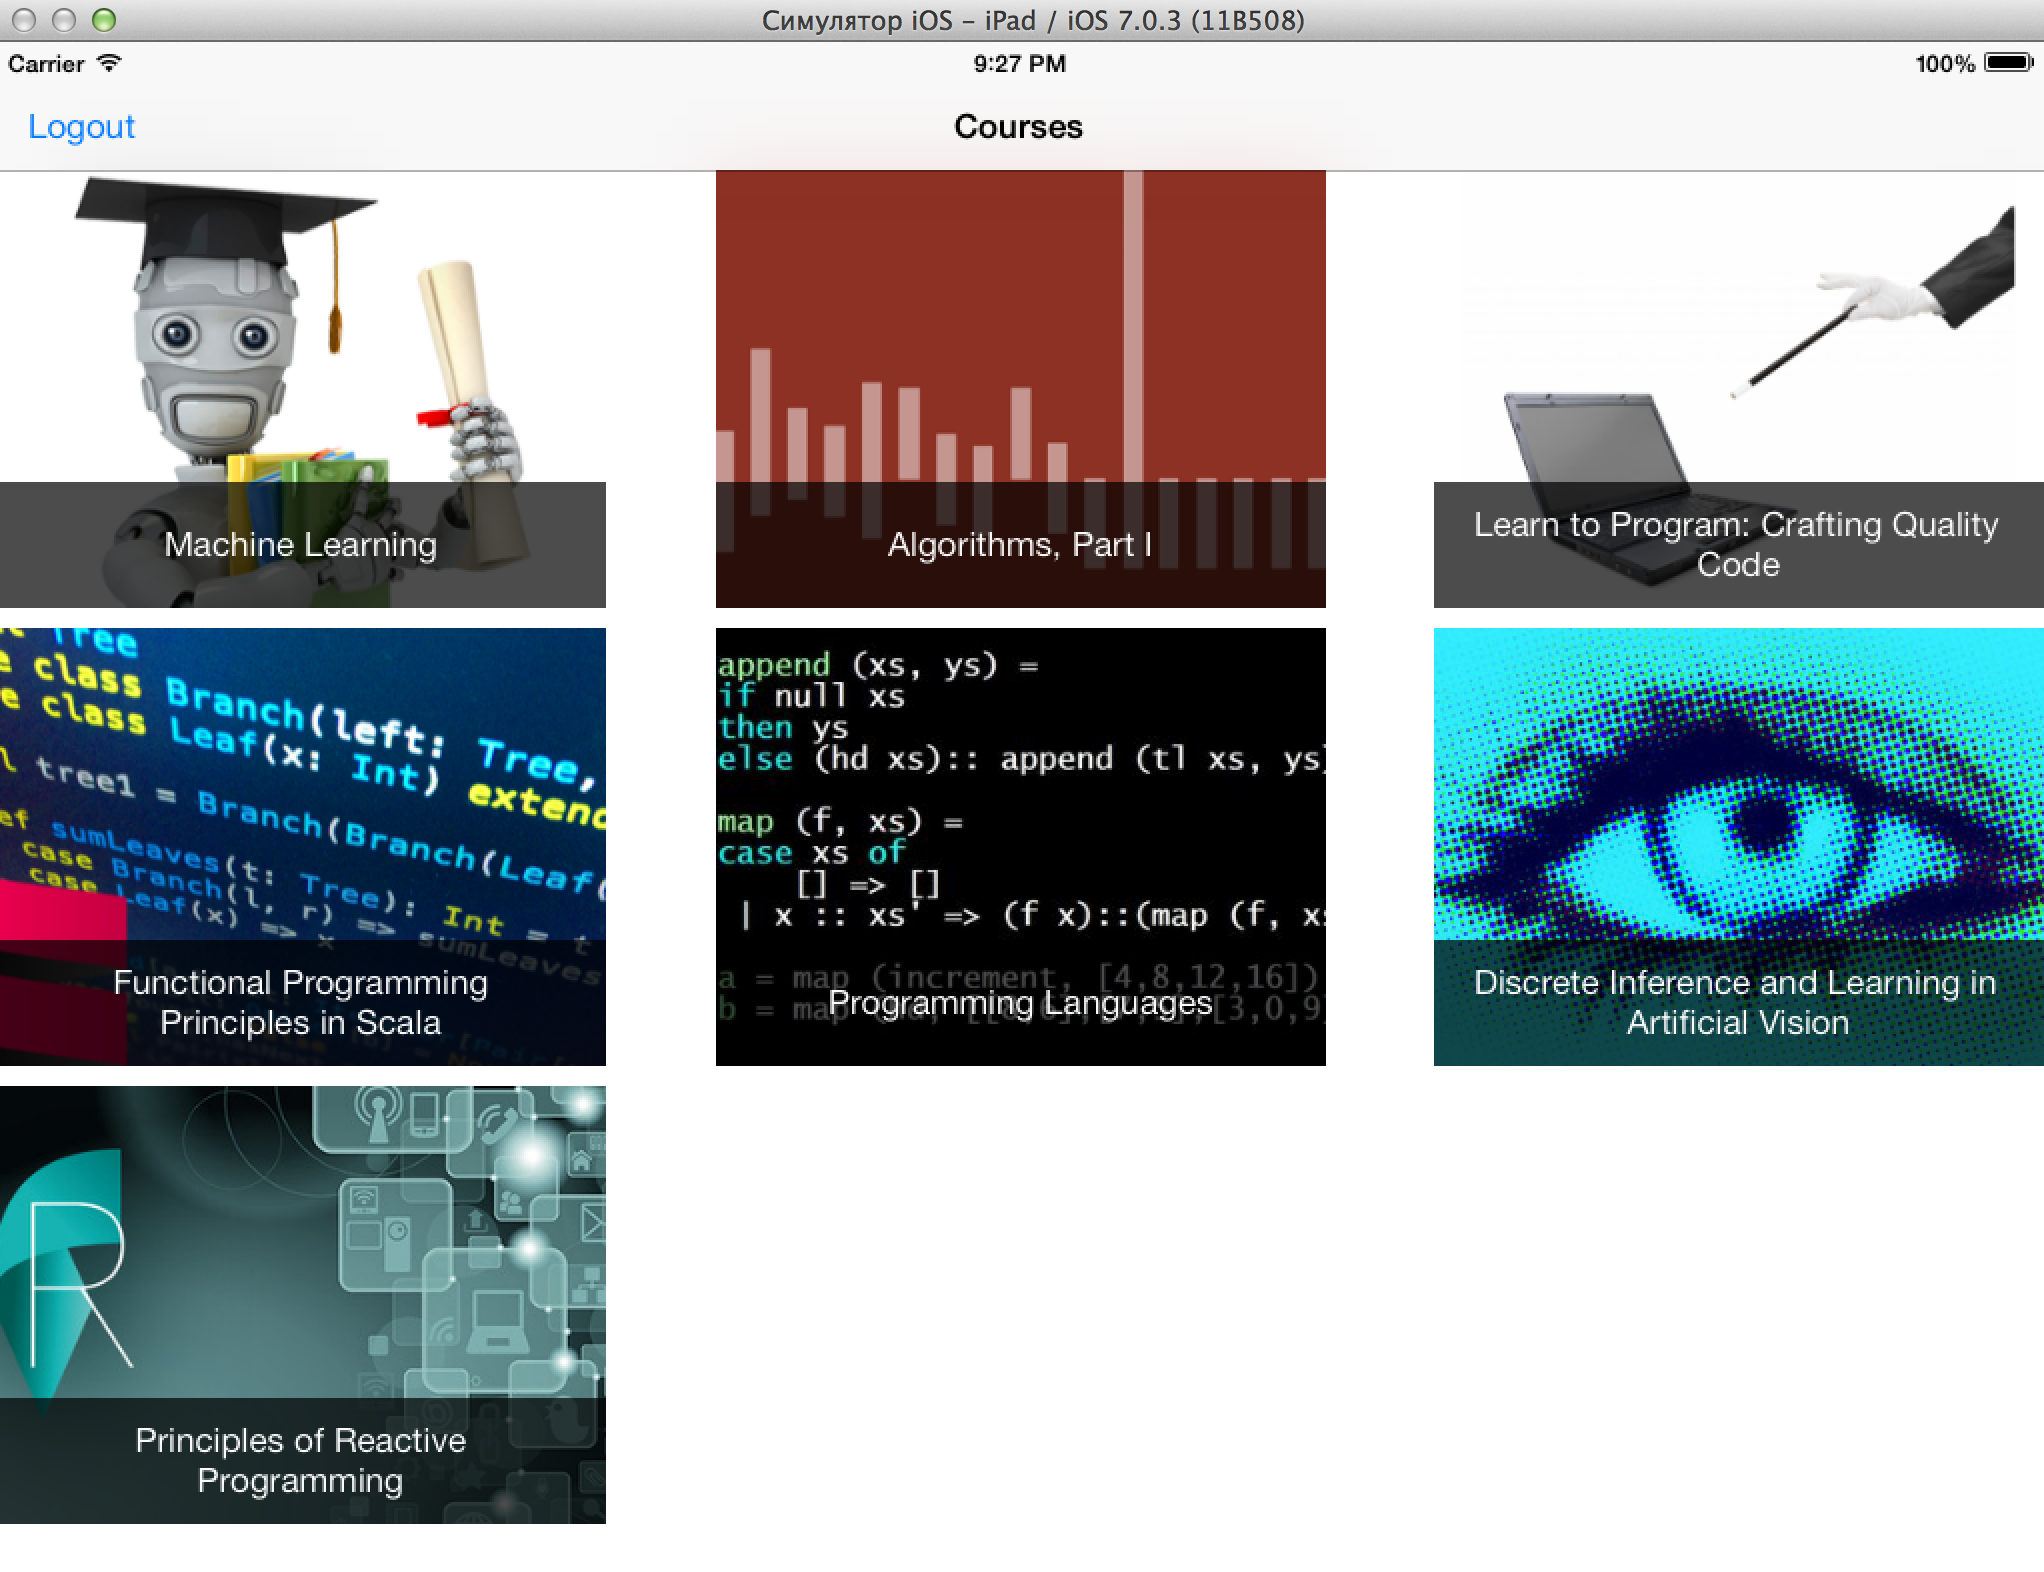 Симулятор iOS – iPad / iOS 7.0.3 (11B508)
Carrier 9:27 PM 100%
Logout Courses
Machine Learning
Algorithms, Part I
Learn to Program: Crafting Quality
Code
Tree
e class Branch(left: Tree,
e class Leaf(x: Int) extend
l tree1 = Branch(Branch(Leaf(
ef sumLeaves(t: Tree): Int = t
case Branch(l, r) => sumLeaves
case Leaf(x) => x
Functional Programming
Principles in Scala
append (xs, ys) =
if null xs
then ys
else (hd xs):: append (tl xs, ys)
map (f, xs) =
case xs of
[] => []
| x :: xs' => (f x)::(map (f, xs
a = map (increment, [4,8,12,16])
b = map [3,0,9
Programming Languages
Discrete Inference and Learning in
Artificial Vision
R
Principles of Reactive
Programming